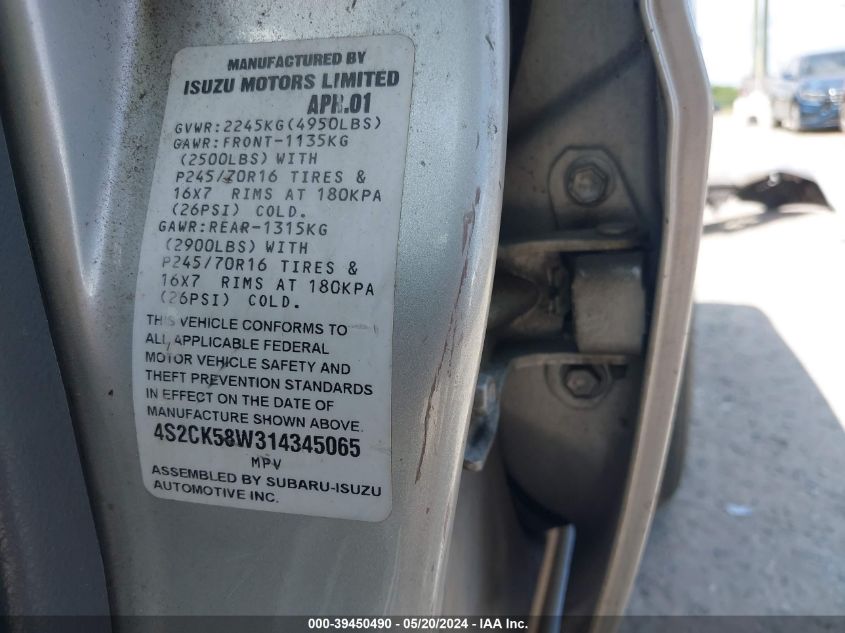 MANUFACTURED BY
ISUZU MOTORS LIMITED
APR.01
GVWR:2245KG(4950LBS)
GAWR:FRONT-1135KG
(2500LBS) WITH
P245/70R16 TIRES &
16X7 RIMS AT 180KPA
(26PSI) COLD.
GAWR:REAR-1315KG
(2900LBS) WITH
P245/70R16 TIRES &
16X7 RIMS AT 180KPA
(26PSI) COLD.
THIS VEHICLE CONFORMS TO
ALL APPLICABLE FEDERAL
MOTOR VEHICLE SAFETY AND
THEFT PREVENTION STANDARDS
IN EFFECT ON THE DATE OF
MANUFACTURE SHOWN ABOVE.
4S2CK58W314345065
MPV
ASSEMBLED BY SUBARU-ISUZU
AUTOMOTIVE INC.
000-39450490 - 05/20/2024 - IAA Inc.